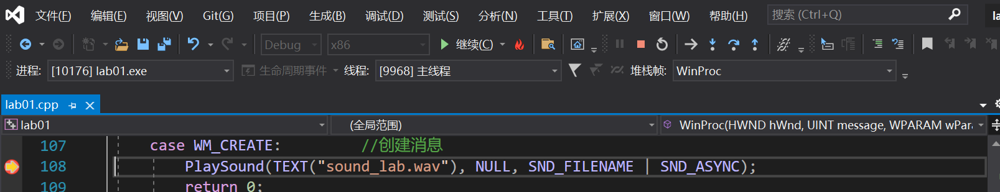 文件(F) 编辑(E) 视图(V) Git(G) 项目(P) 生成(B) 调试(D) 测试(S) 分析(N) 工具(T) 扩展(X) 窗口(W) 帮助(H) 搜索 (Ctrl+Q) la
Debug x86 继续(C)
进程: [10176] lab01.exe 生命周期事件 线程: [9968] 主线程 堆栈帧: WinProc
lab01.cpp
lab01 (全局范围) WinProc(HWND hWnd, UINT message, WPARAM wPara
107 case WM_CREATE: //创建消息
108 PlaySound(TEXT("sound_lab.wav"), NULL, SND_FILENAME | SND_ASYNC);
109 return 0;